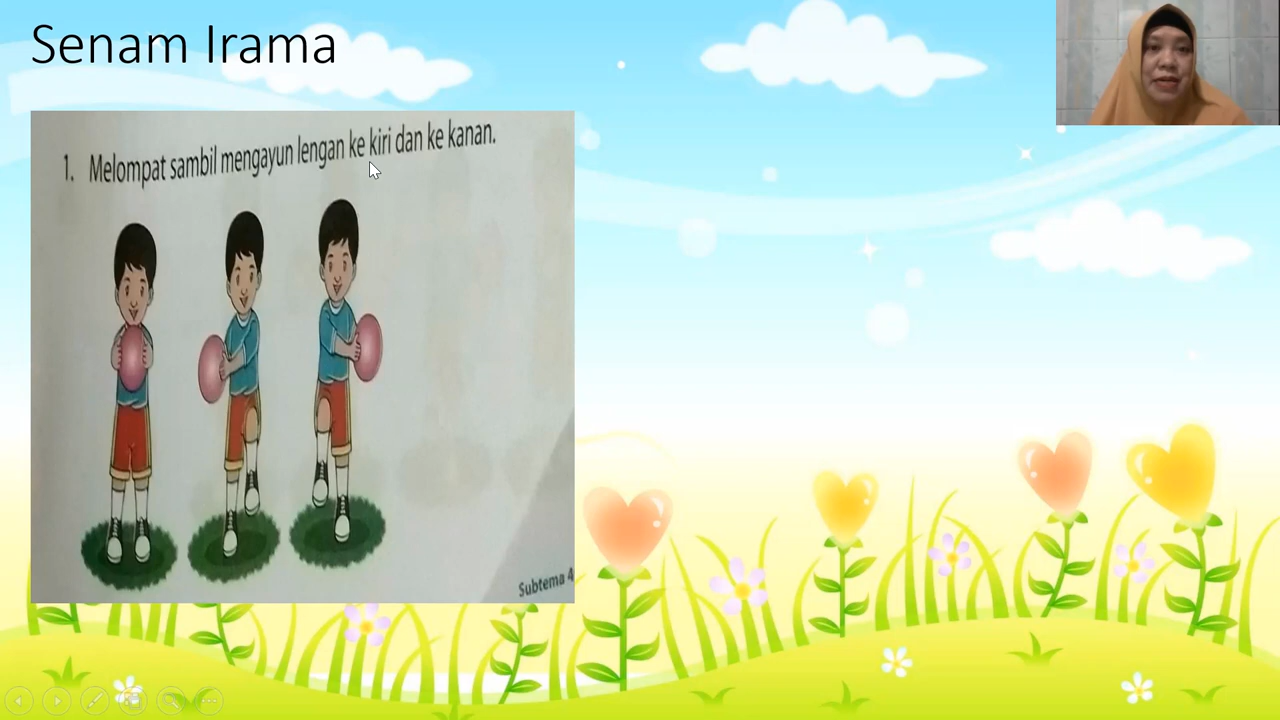 Senam Irama
1. Melompat sambil mengayun lengan ke kiri dan ke kanan.
Subtema 4